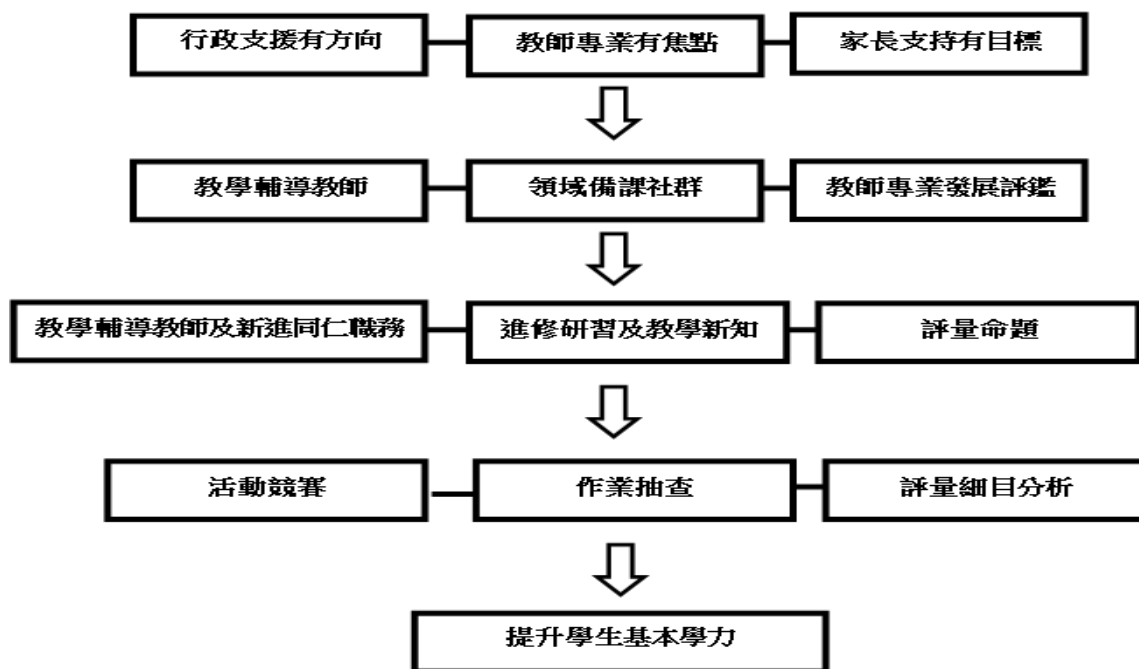 行政支援有方向
教師專業有焦點
家長支持有目標
教學輔導教師
領域備課社群
教師專業發展評鑑
教學輔導教師及新進同仁職務
進修研習及教學新知
評量命題
活動競賽
作業抽查
評量細目分析
提升學生基本學力